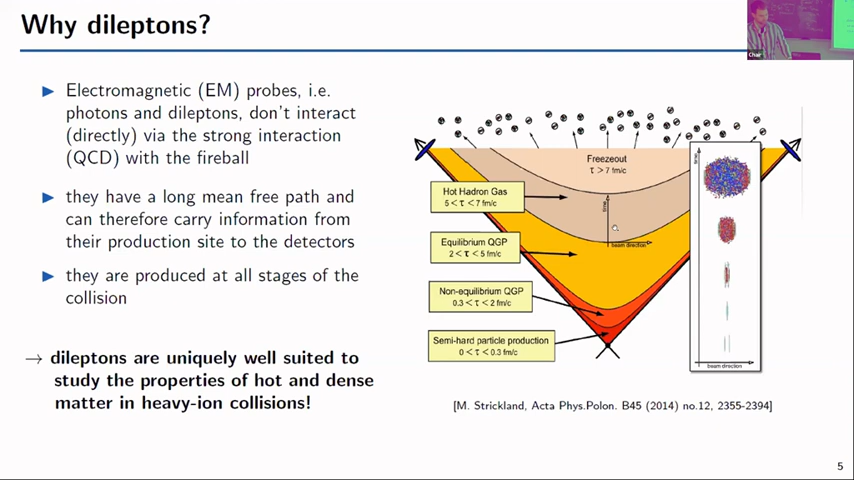 Why dileptons?
Chair
▶ Electromagnetic (EM) probes, i.e.
photons and dileptons, don't interact
(directly) via the strong interaction
(QCD) with the fireball
▶ they have a long mean free path and
can therefore carry information from
their production site to the detectors
▶ they are produced at all stages of the
collision
→ dileptons are uniquely well suited to
study the properties of hot and dense
matter in heavy-ion collisions!
Freezeout
τ > 7 fm/c
Hot Hadron Gas
5 < τ < 7 fm/c
Equilibrium QGP
2 < τ < 5 fm/c
Non-equilibrium QGP
0.3 < τ < 2 fm/c
Semi-hard particle production
0 < τ < 0.3 fm/c
time
beam direction
time
beam direction
[M. Strickland, Acta Phys.Polon. B45 (2014) no.12, 2355-2394]
5